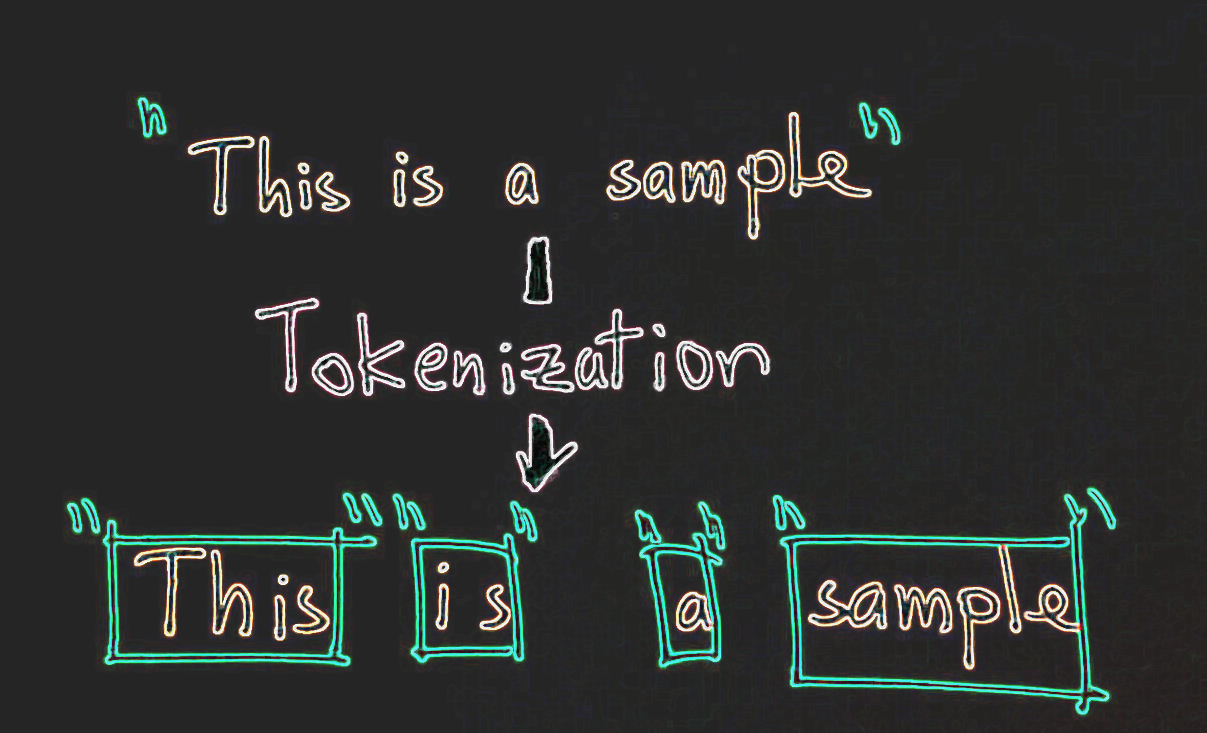 "This is a sample"
Tokenization
"This" "is" "a" "sample"